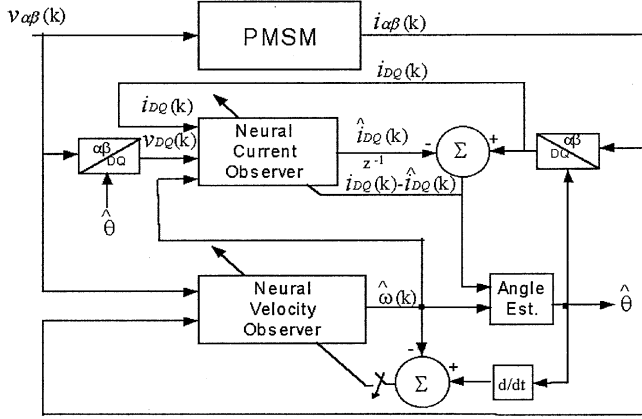 vαβ(k)
iαβ(k)
PMSM
iDQ(k)
iDQ(k)
αβ
DQ
vDQ(k)
Neural
Current
Observer
îDQ(k)
z⁻¹
-
Σ
+
αβ
DQ
iDQ(k)-îDQ(k)
θ̂
Neural
Velocity
Observer
ω̂(k)
Angle
Est.
θ̂
-
Σ
+
d/dt